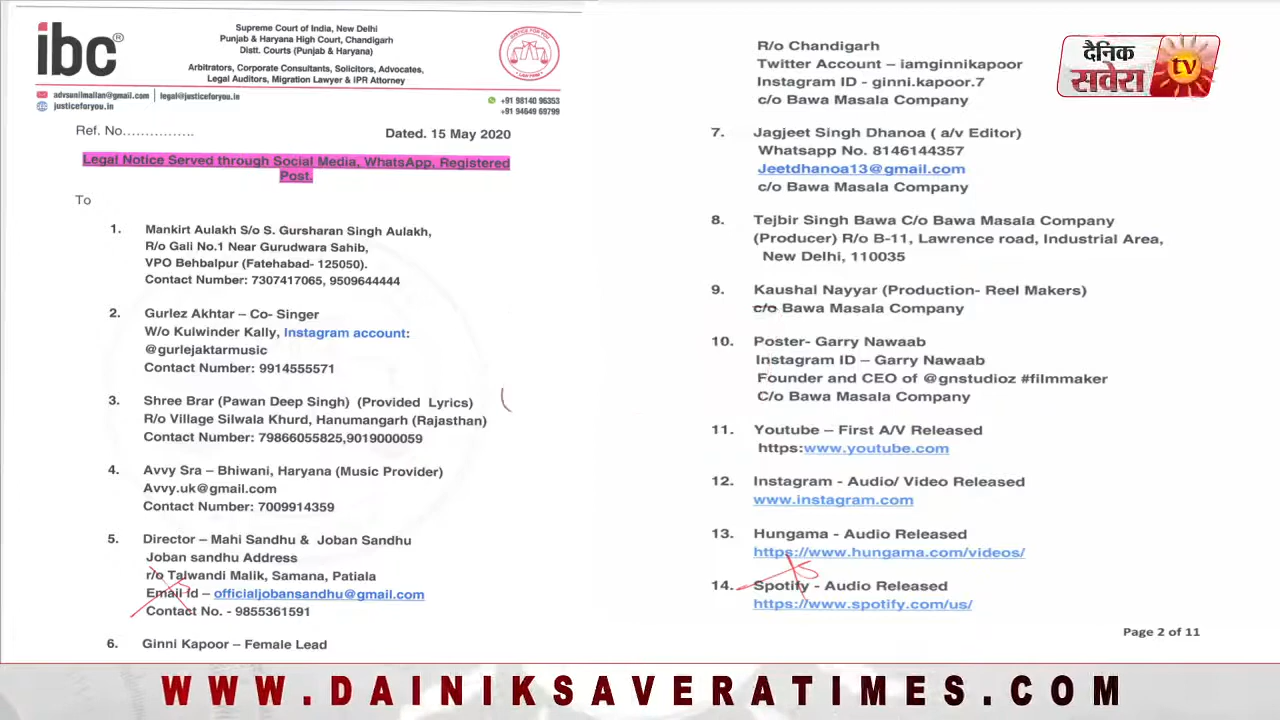 ibc®
Supreme Court of India, New Delhi
Punjab & Haryana High Court, Chandigarh
Distt. Courts (Punjab & Haryana)
Arbitrators, Corporate Consultants, Solicitors, Advocates,
Legal Auditors, Migration Lawyer & IPR Attorney
JUSTICE FOR YOU
LAWYERS
advsunilmallan@gmail.com | legal@justiceforyou.in
justiceforyou.in
+91 98140 96353
+91 94649 69799
Ref. No……………. Dated. 15 May 2020
Legal Notice Served through Social Media, WhatsApp, Registered
Post.
To
1. Mankirt Aulakh S/o S. Gursharan Singh Aulakh,
R/o Gali No.1 Near Gurudwara Sahib,
VPO Behbalpur (Fatehabad- 125050).
Contact Number: 7307417065, 9509644444
2. Gurlez Akhtar – Co- Singer
W/o Kulwinder Kally, Instagram account:
@gurlejaktarmusic
Contact Number: 9914555571
3. Shree Brar (Pawan Deep Singh) (Provided Lyrics)
R/o Village Silwala Khurd, Hanumangarh (Rajasthan)
Contact Number: 79866055825,9019000059
4. Avvy Sra – Bhiwani, Haryana (Music Provider)
Avvy.uk@gmail.com
Contact Number: 7009914359
5. Director – Mahi Sandhu & Joban Sandhu
Joban sandhu Address
r/o Talwandi Malik, Samana, Patiala
Email Id – officialjobansandhu@gmail.com
Contact No. - 9855361591
6. Ginni Kapoor – Female Lead
R/o Chandigarh
Twitter Account – iamginnikapoor
Instagram ID - ginni.kapoor.7
c/o Bawa Masala Company
7. Jagjeet Singh Dhanoa ( a/v Editor)
Whatsapp No. 8146144357
Jeetdhanoa13@gmail.com
c/o Bawa Masala Company
8. Tejbir Singh Bawa C/o Bawa Masala Company
(Producer) R/o B-11, Lawrence road, Industrial Area,
New Delhi, 110035
9. Kaushal Nayyar (Production- Reel Makers)
c/o Bawa Masala Company
10. Poster- Garry Nawaab
Instagram ID – Garry Nawaab
Founder and CEO of @gnstudioz #filmmaker
C/o Bawa Masala Company
11. Youtube – First A/V Released
https:www.youtube.com
12. Instagram - Audio/ Video Released
www.instagram.com
13. Hungama - Audio Released
https://www.hungama.com/videos/
14. Spotify - Audio Released
https://www.spotify.com/us/
Page 2 of 11
दैनिक
सवेरा tv
WWW.DAINIKSAVERATIMES.COM